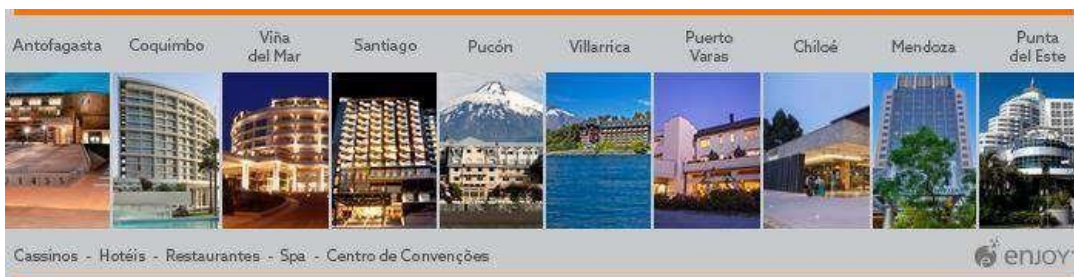 Antofagasta
Coquimbo
Viña
del Mar
Santiago
Pucón
Villarrica
Puerto
Varas
Chiloé
Mendoza
Punta
del Este
Cassinos - Hotéis - Restaurantes - Spa - Centro de Convenções
enjoy